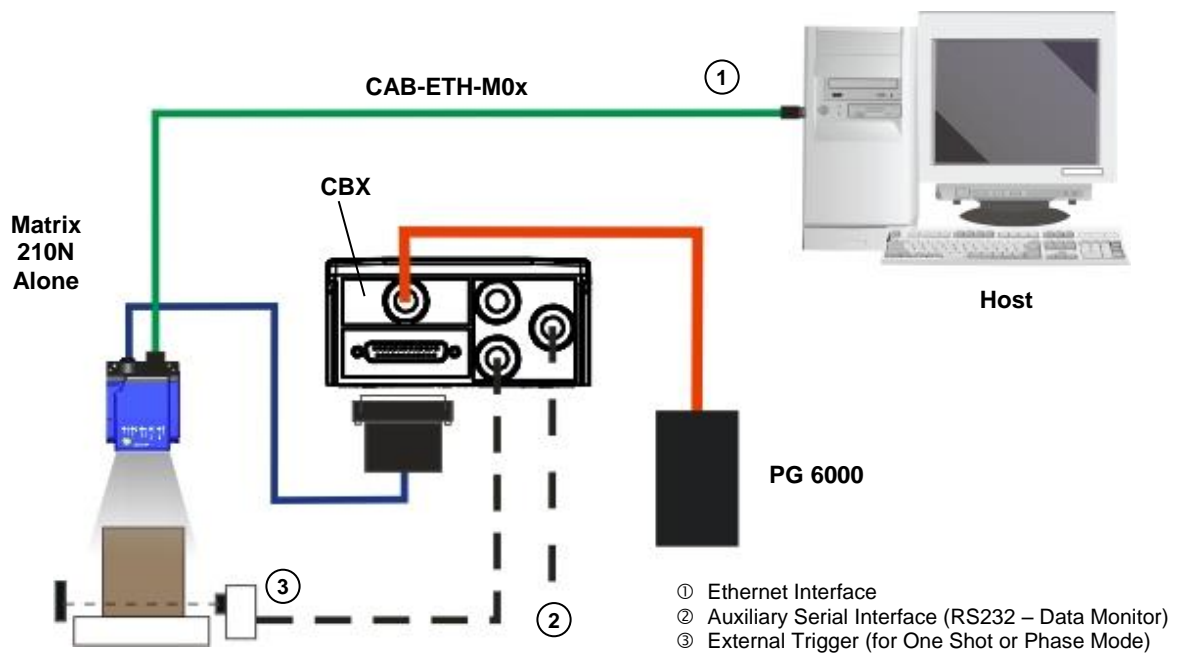 1
CAB-ETH-M0x
CBX
Matrix
210N
Alone
Host
PG 6000
3
2
① Ethernet Interface
② Auxiliary Serial Interface (RS232 – Data Monitor)
③ External Trigger (for One Shot or Phase Mode)